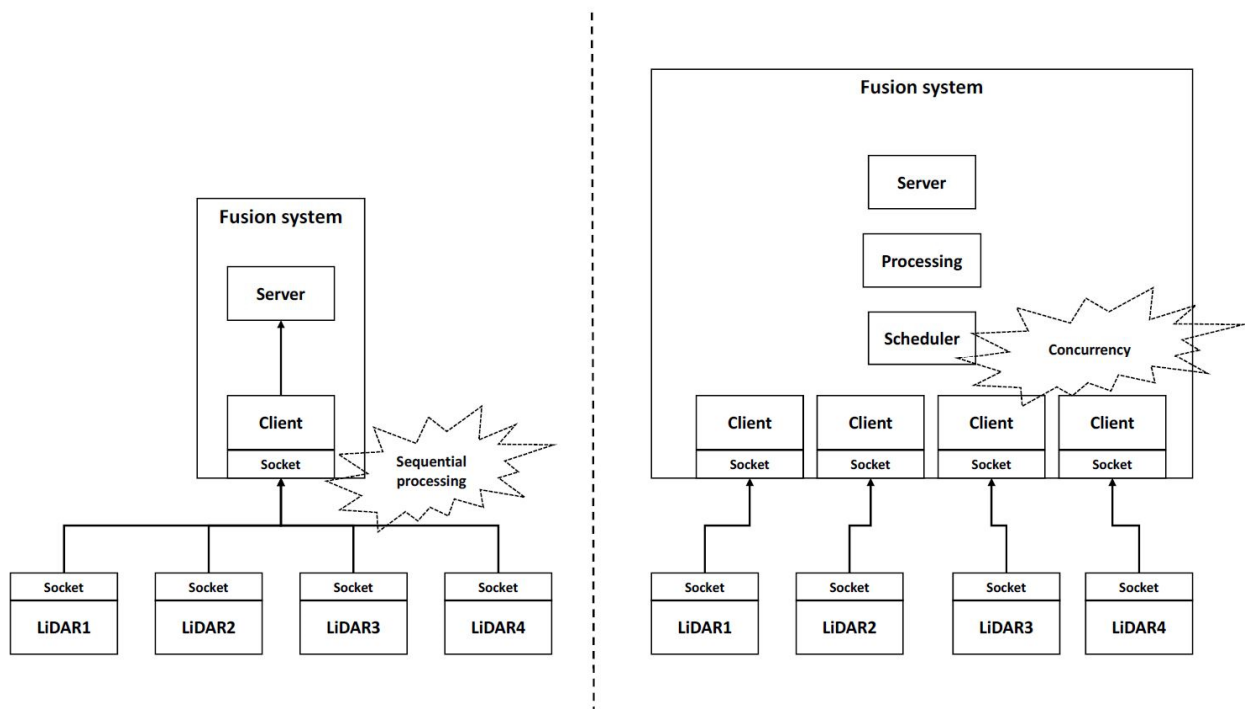 Fusion system
Server
Client
Socket
Sequential
processing
Socket
Socket
Socket
Socket
LiDAR1
LiDAR2
LiDAR3
LiDAR4
Fusion system
Server
Processing
Scheduler
Concurrency
Client
Client
Client
Client
Socket
Socket
Socket
Socket
Socket
Socket
Socket
Socket
LiDAR1
LiDAR2
LiDAR3
LiDAR4